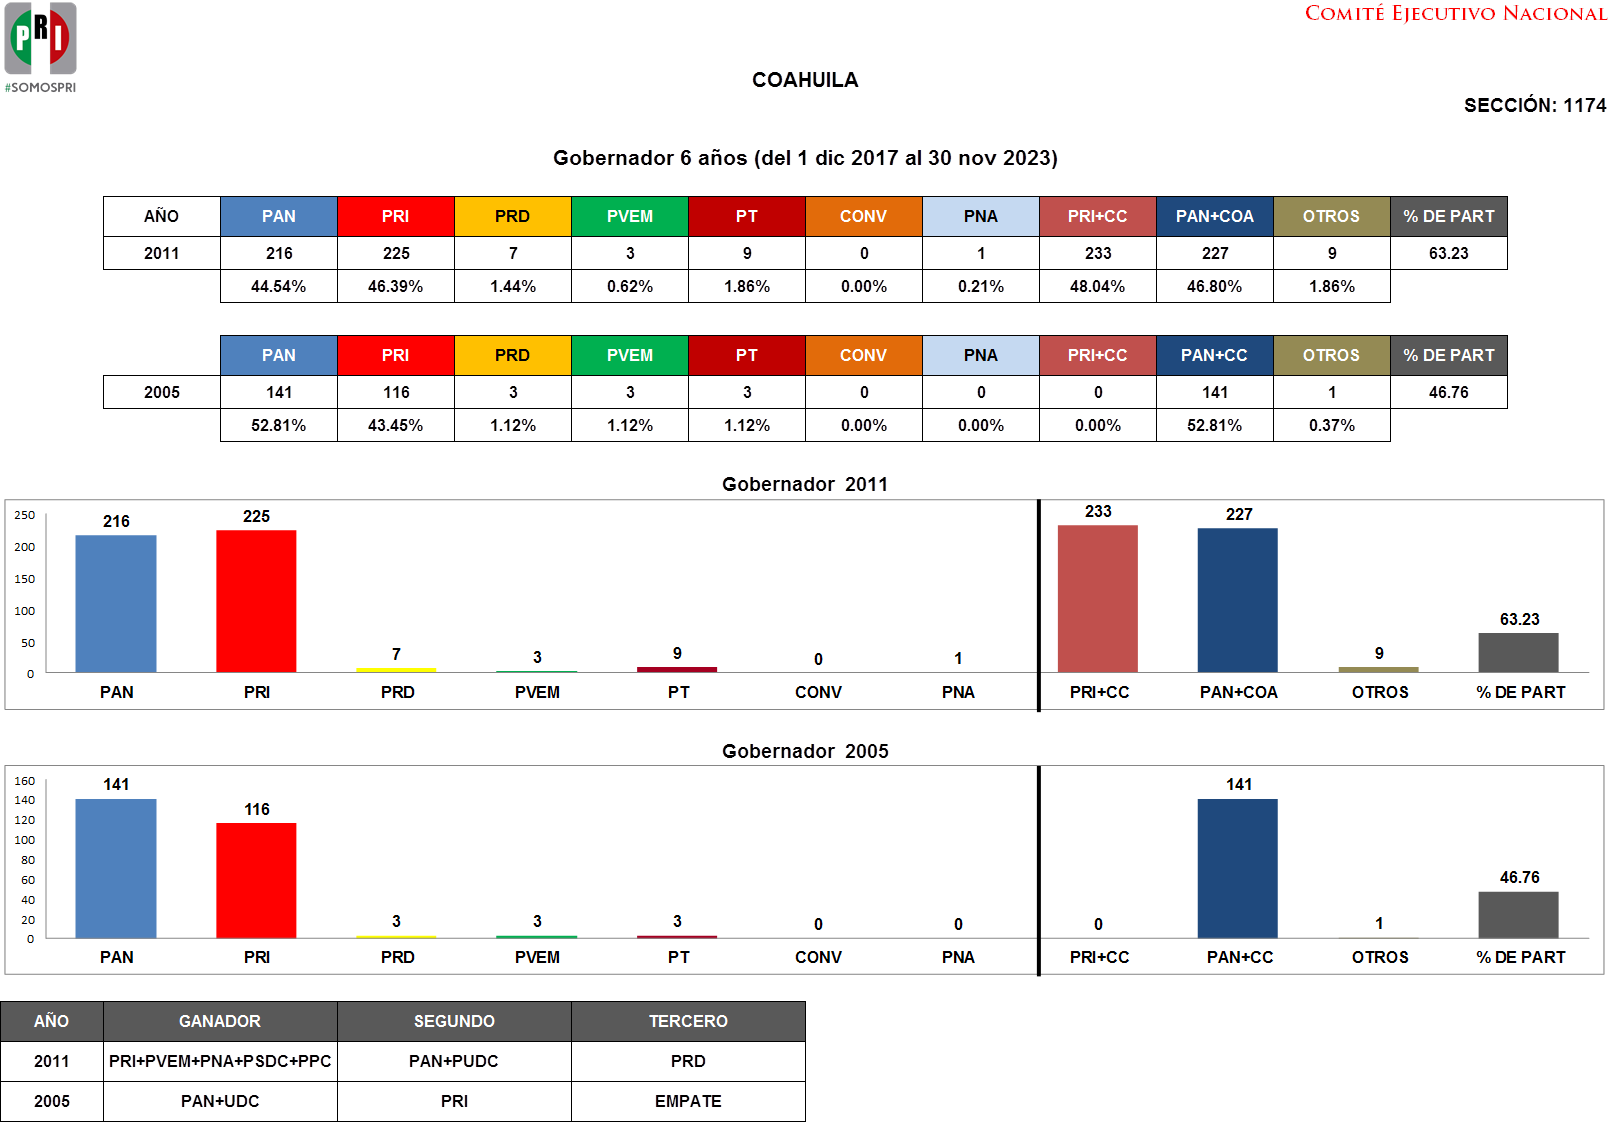 PRI
#SOMOSPRI
COMITÉ EJECUTIVO NACIONAL
COAHUILA
SECCIÓN: 1174
Gobernador 6 años (del 1 dic 2017 al 30 nov 2023)
AÑO PAN PRI PRD PVEM PT CONV PNA PRI+CC PAN+COA OTROS % DE PART
2011 216 225 7 3 9 0 1 233 227 9 63.23
44.54% 46.39% 1.44% 0.62% 1.86% 0.00% 0.21% 48.04% 46.80% 1.86%
PAN PRI PRD PVEM PT CONV PNA PRI+CC PAN+CC OTROS % DE PART
2005 141 116 3 3 3 0 0 0 141 1 46.76
52.81% 43.45% 1.12% 1.12% 1.12% 0.00% 0.00% 0.00% 52.81% 0.37%
Gobernador 2011
250
200
150
100
50
0
216 225 7 3 9 0 1 233 227 9 63.23
PAN PRI PRD PVEM PT CONV PNA PRI+CC PAN+COA OTROS % DE PART
Gobernador 2005
160
140
120
100
80
60
40
20
0
141 116 3 3 3 0 0 0 141 1 46.76
PAN PRI PRD PVEM PT CONV PNA PRI+CC PAN+CC OTROS % DE PART
AÑO GANADOR SEGUNDO TERCERO
2011 PRI+PVEM+PNA+PSDC+PPC PAN+PUDC PRD
2005 PAN+UDC PRI EMPATE